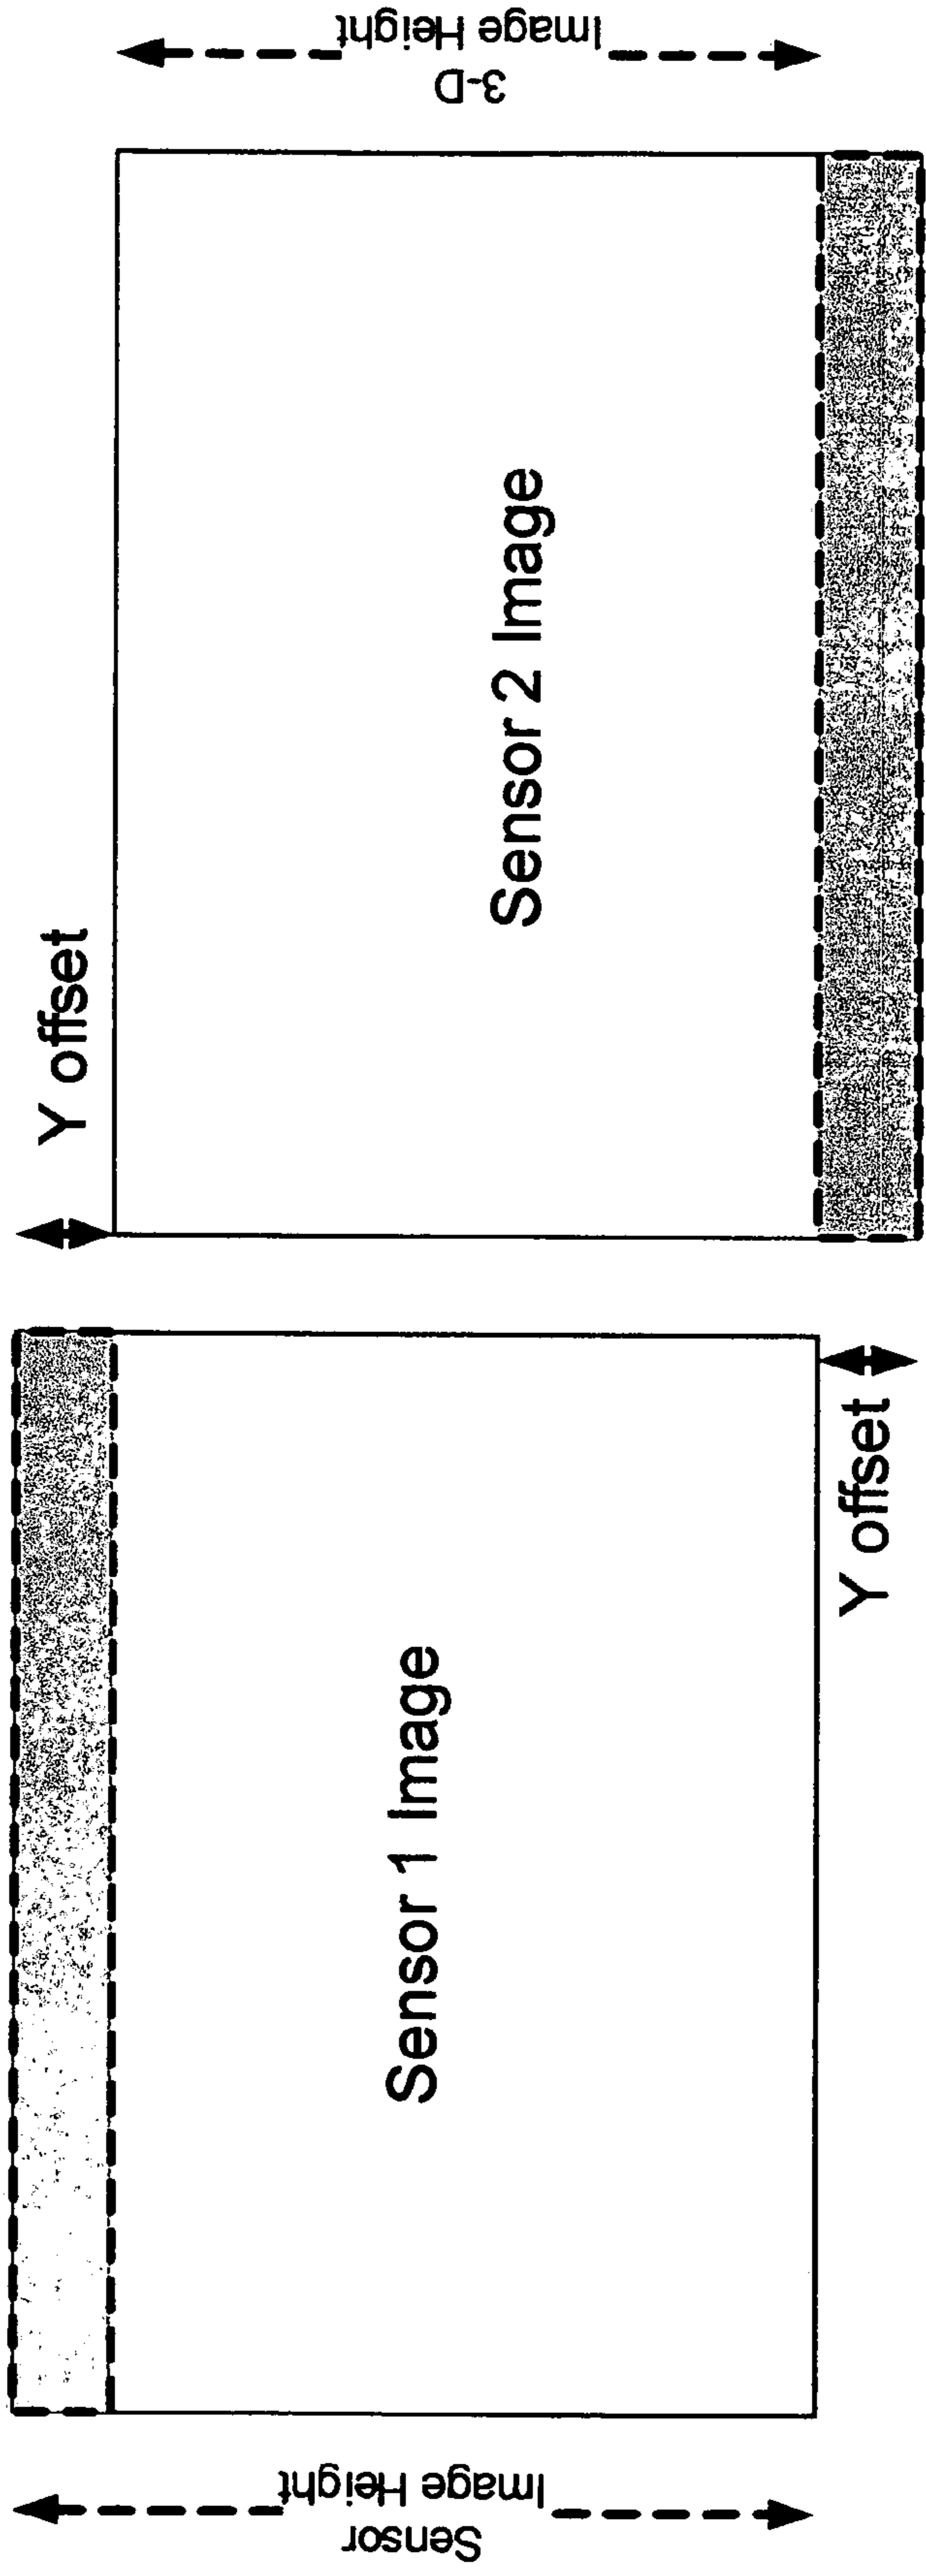 Sensor
Image Height
Sensor 1 Image
Y offset
Y offset
Sensor 2 Image
3-D
Image Height